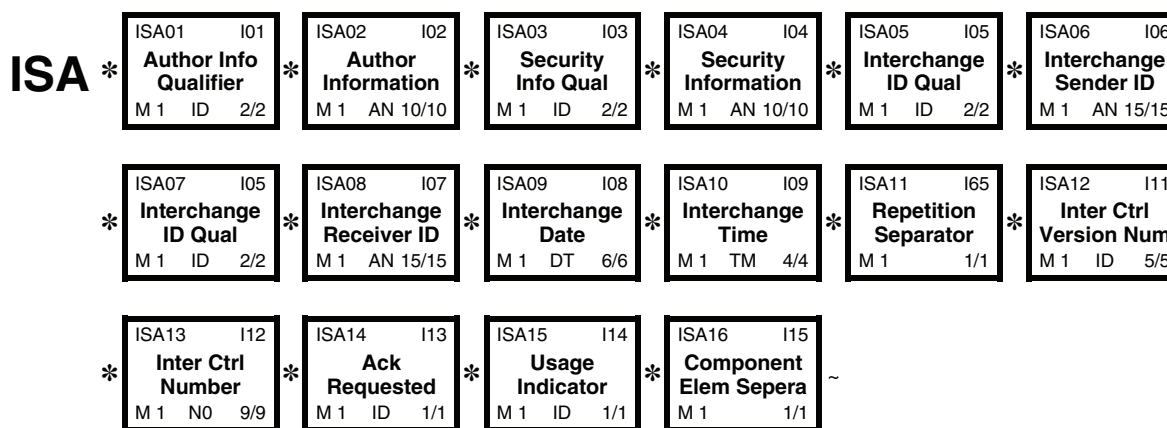 ISA01 I01 ISA02 I02 ISA03 I03 ISA04 I04 ISA05 I05 ISA06 I06
ISA * Author Info * Author * Security * Security * Interchange * Interchange
Qualifier Information Info Qual Information ID Qual Sender ID
M 1 ID 2/2 M 1 AN 10/10 M 1 ID 2/2 M 1 AN 10/10 M 1 ID 2/2 M 1 AN 15/15
ISA07 I05 ISA08 I07 ISA09 I08 ISA10 I09 ISA11 I65 ISA12 I11
* Interchange * Interchange * Interchange * Interchange * Repetition * Inter Ctrl
ID Qual Receiver ID Date Time Separator Version Num
M 1 ID 2/2 M 1 AN 15/15 M 1 DT 6/6 M 1 TM 4/4 M 1 1/1 M 1 ID 5/5
ISA13 I12 ISA14 I13 ISA15 I14 ISA16 I15
* Inter Ctrl * Ack * Usage * Component ~
Number Requested Indicator Elem Sepera
M 1 N0 9/9 M 1 ID 1/1 M 1 ID 1/1 M 1 1/1